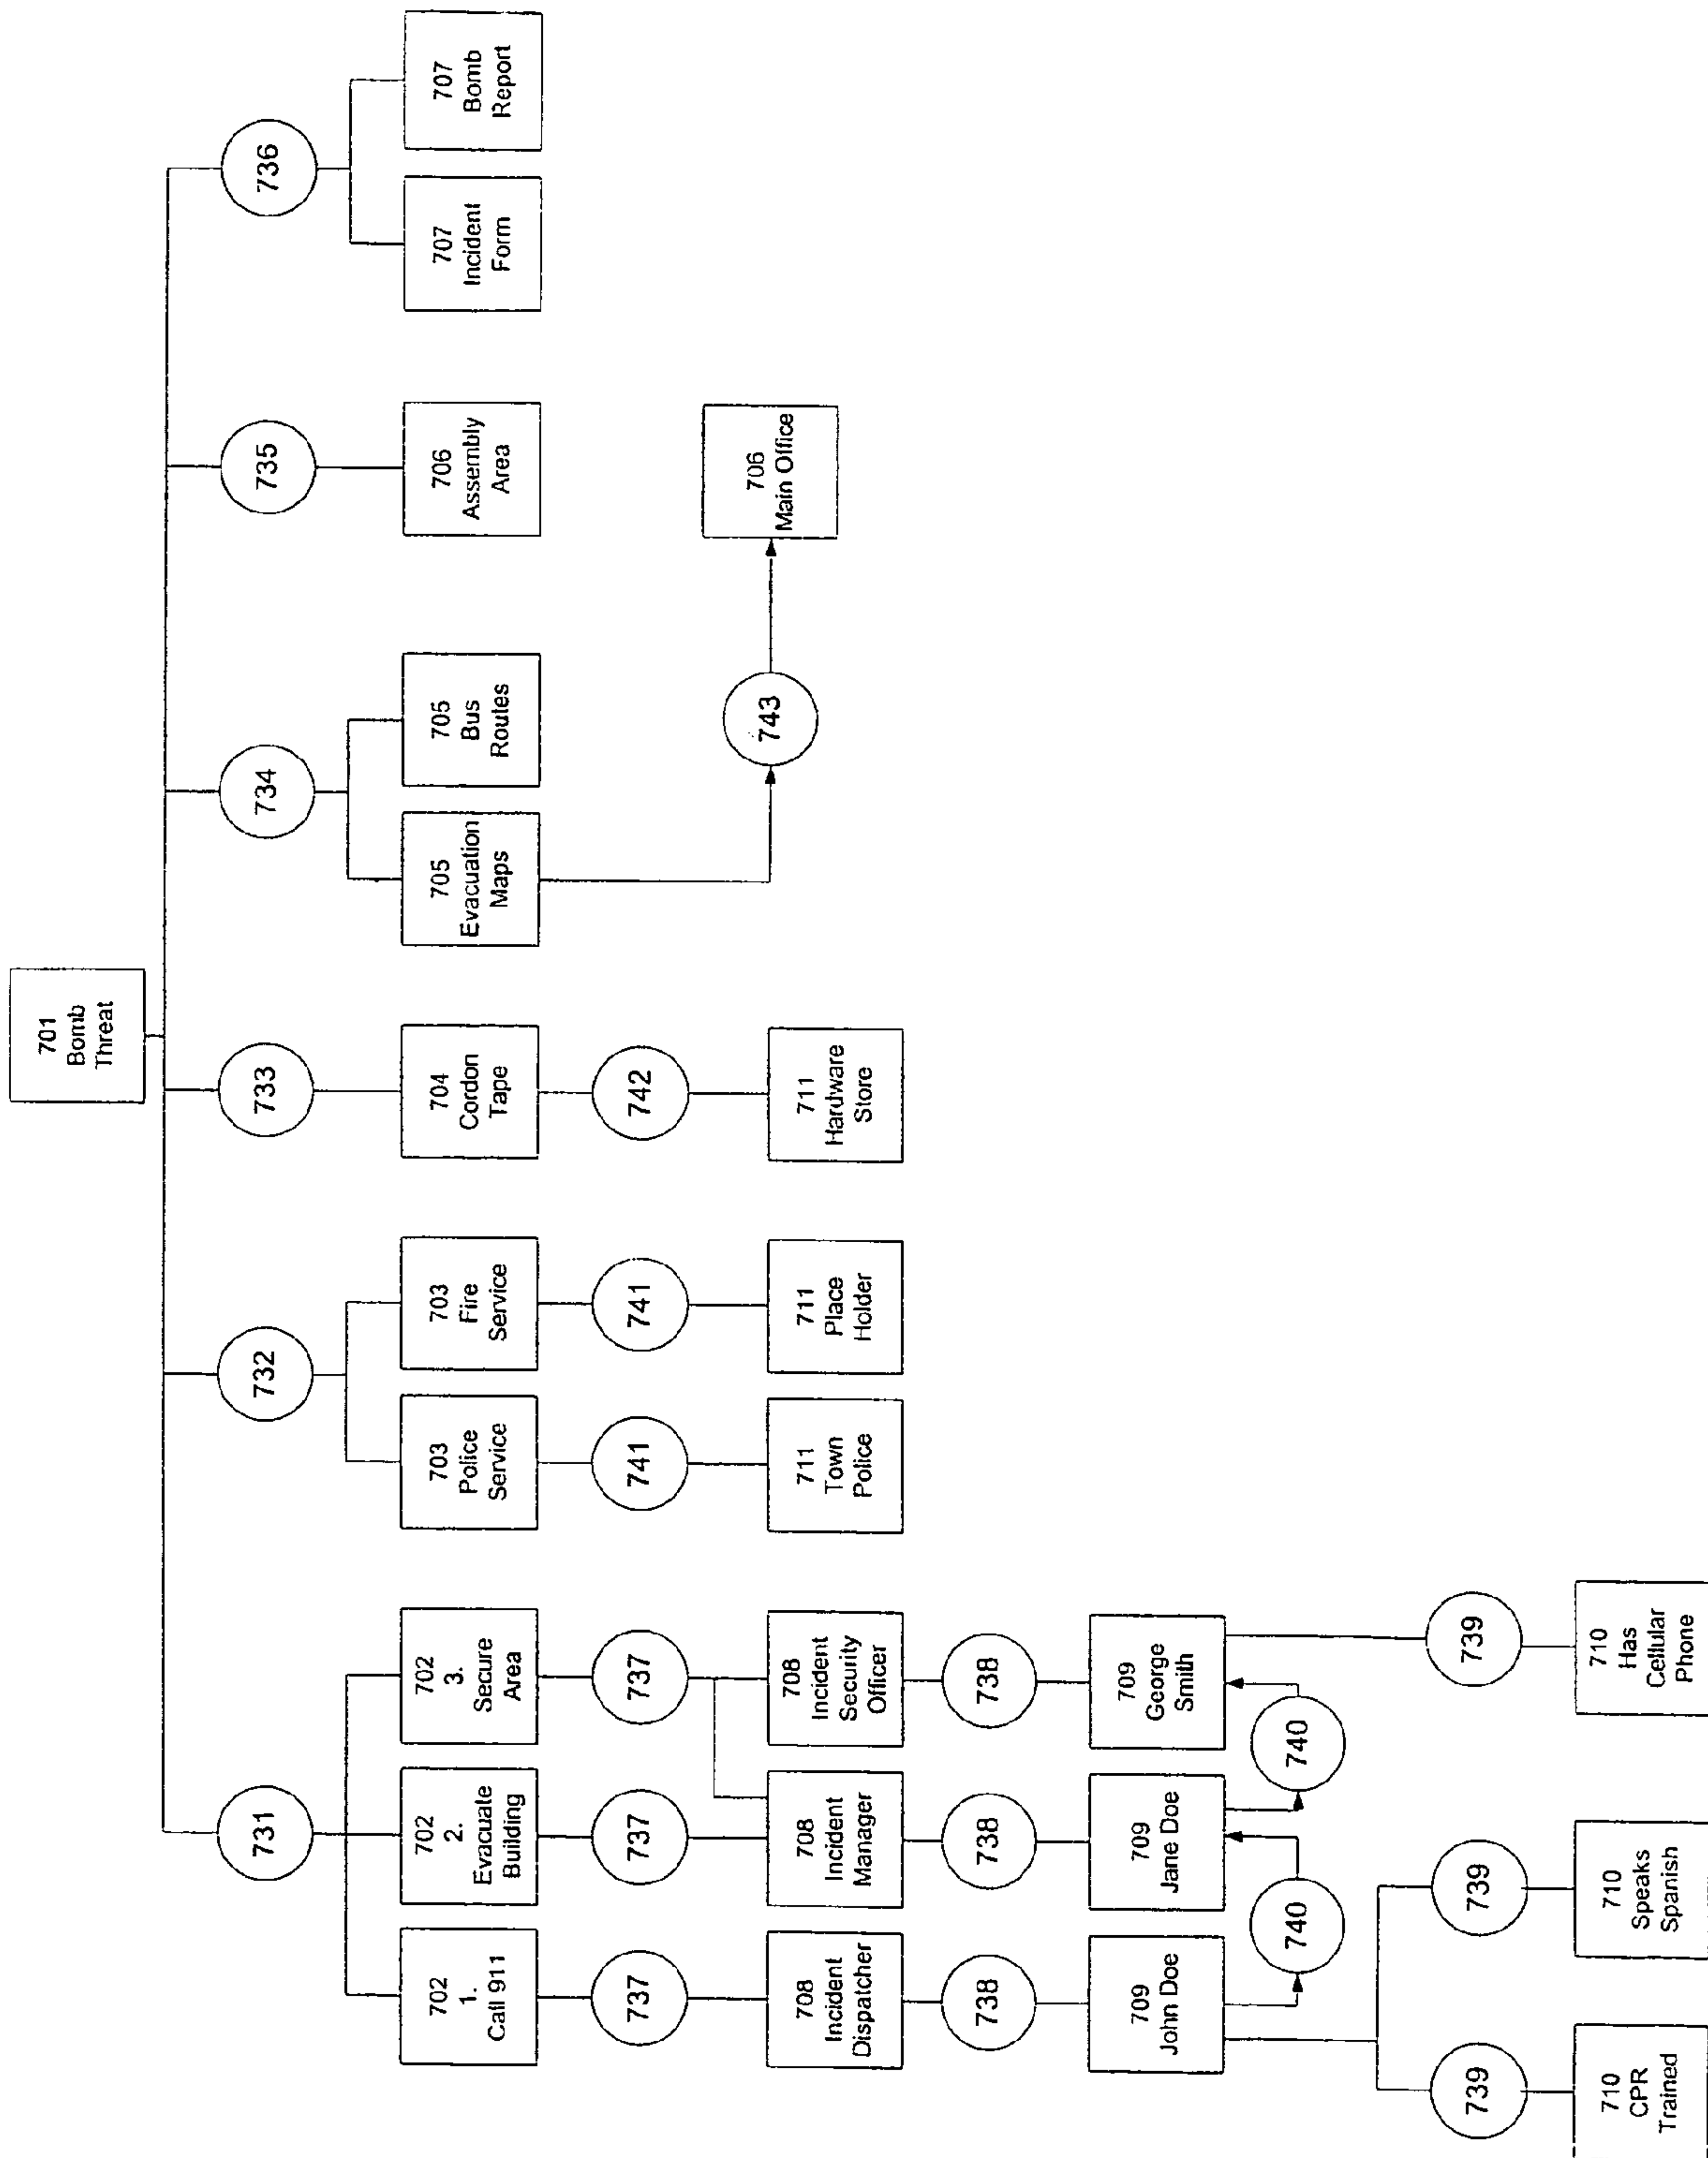 701
Bomb
Threat
731
732
733
734
735
736
702
1.
Call 911
702
2.
Evacuate
Building
702
3.
Secure
Area
703
Police
Service
703
Fire
Service
704
Cordon
Tape
705
Evacuation
Maps
705
Bus
Routes
706
Assembly
Area
707
Incident
Form
707
Bomb
Report
737
737
737
741
741
742
708
Incident
Dispatcher
708
Incident
Manager
708
Incident
Security
Officer
711
Town
Police
711
Place
Holder
711
Hardware
Store
743
706
Main Office
738
738
738
709
John Doe
709
Jane Doe
709
George
Smith
740
740
739
739
739
710
CPR
Trained
710
Speaks
Spanish
710
Has
Cellular
Phone